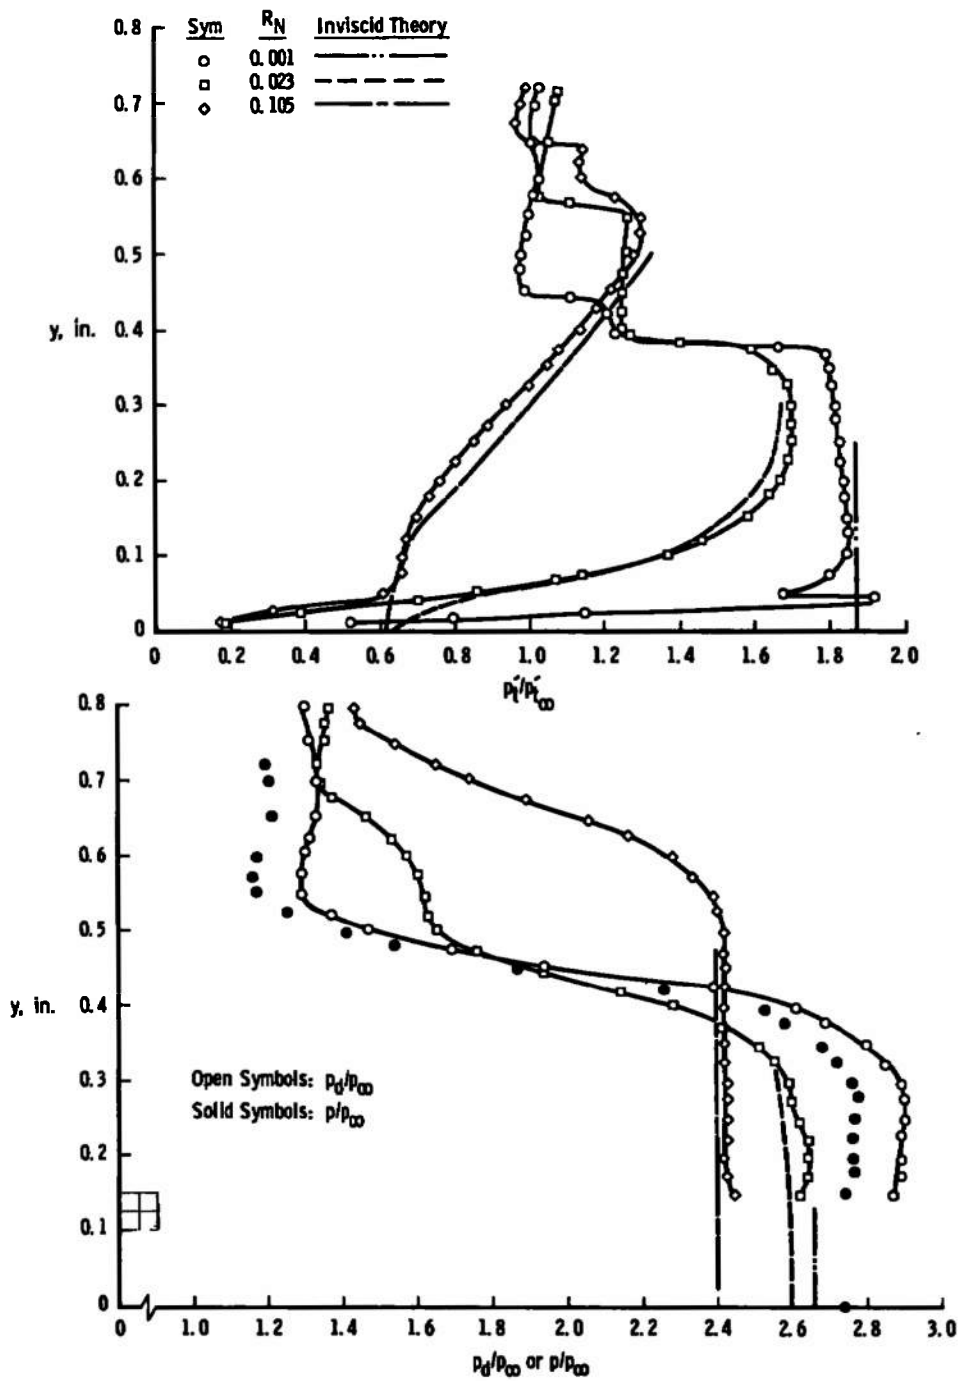 Sym R_N Inviscid Theory
0.001
0.023
0.105
0.8
0.7
0.6
0.5
y, in. 0.4
0.3
0.2
0.1
0
0 0.2 0.4 0.6 0.8 1.0 1.2 1.4 1.6 1.8 2.0
p_t'/p_t'∞
0.8
0.7
0.6
0.5
y, in. 0.4
0.3
0.2
0.1
0
Open Symbols: p_d/p_∞
Solid Symbols: p/p_∞
0 1.0 1.2 1.4 1.6 1.8 2.0 2.2 2.4 2.6 2.8 3.0
p_d/p_∞ or p/p_∞